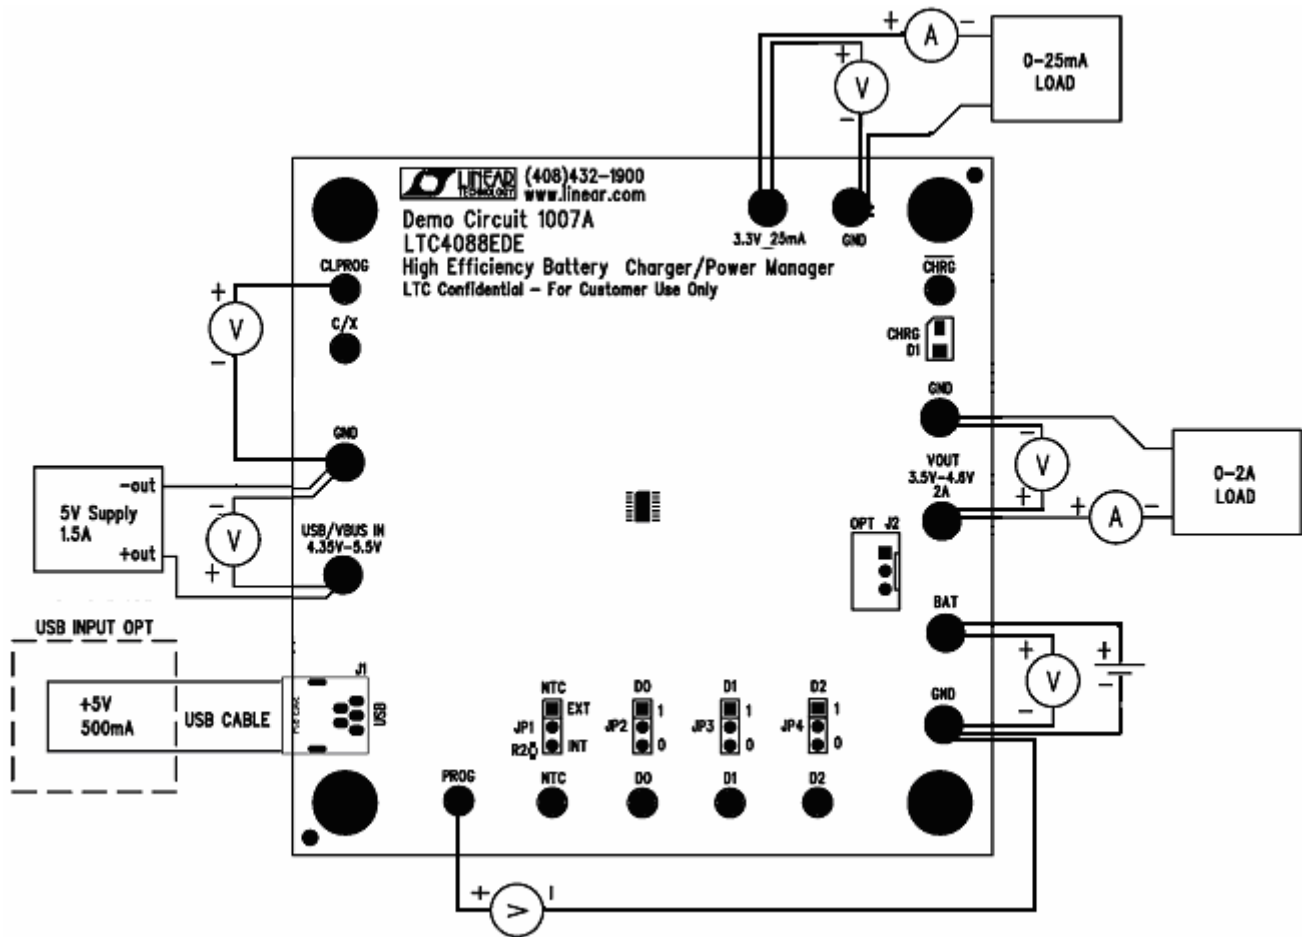 + A -
0-25mA
LOAD
+
V
-
LINEAR
TECHNOLOGY
(408)432-1900
www.linear.com
Demo Circuit 1007A
LTC4088EDE
High Efficiency Battery Charger/Power Manager
LTC Confidential - For Customer Use Only
3.3V_25mA
GND
CHRG
CHRG
D1
CLPROG
C/X
+
V
-
GND
-out
5V Supply
1.5A
+out
-
V
+
USB/VBUS IN
4.35V-5.5V
GND
VOUT
3.5V-4.6V
2A
-
V
+
+ A -
0-2A
LOAD
OPT J2
BAT
GND
+
V
-
+
-
USB INPUT OPT
+5V
500mA
USB CABLE
J1
USB
NTC
EXT
JP1
R2
INT
D0
1
JP2
0
D1
1
JP3
0
D2
1
JP4
0
PROG
NTC
D0
D1
D2
+ V -